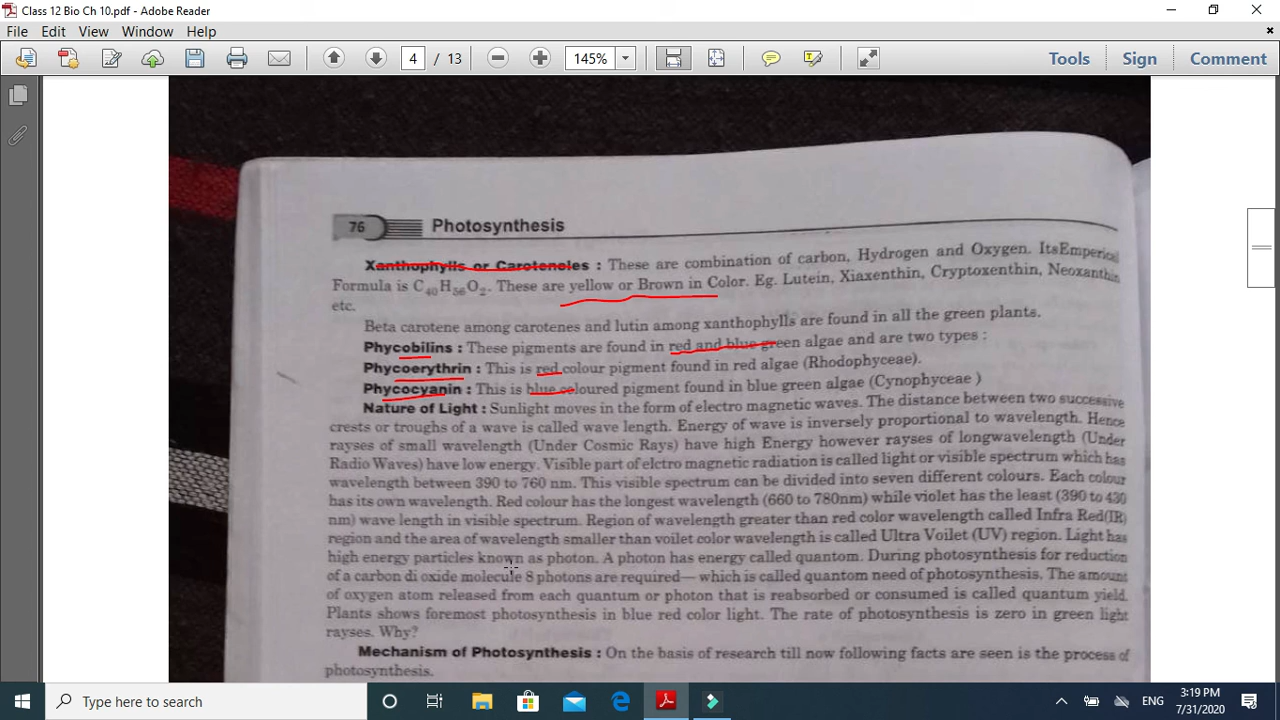 Class 12 Bio Ch 10.pdf - Adobe Reader
File Edit View Window Help
4 / 13 145% Tools Sign Comment
76 Photosynthesis
Xanthophylls or Caroteneles : These are combination of carbon, Hydrogen and Oxygen. ItsEmperical
Formula is C40H56O2. These are yellow or Brown in Color. Eg. Lutein, Xiaxenthin, Cryptoxenthin, Neoxanthin
etc.
Beta carotene among carotenes and lutin among xanthophylls are found in all the green plants.
Phycobilins : These pigments are found in red and blue green algae and are two types :
Phycoerythrin : This is red colour pigment found in red algae (Rhodophyceae).
Phycocyanin : This is blue coloured pigment found in blue green algae (Cynophyceae )
Nature of Light : Sunlight moves in the form of electro magnetic waves. The distance between two successive
crests or troughs of a wave is called wave length. Energy of wave is inversely proportional to wavelength. Hence
rayses of small wavelength (Under Cosmic Rays) have high Energy however rayses of longwavelength (Under
Radio Waves) have low energy. Visible part of elctro magnetic radiation is called light or visible spectrum which has
wavelength between 390 to 760 nm. This visible spectrum can be divided into seven different colours. Each colour
has its own wavelength. Red colour has the longest wavelength (660 to 780nm) while violet has the least (390 to 430
nm) wave length in visible spectrum. Region of wavelength greater than red color wavelength called Infra Red(IR)
region and the area of wavelength smaller than voilet color wavelength is called Ultra Voilet (UV) region. Light has
high energy particles known as photon. A photon has energy called quantom. During photosynthesis for reduction
of a carbon di oxide molecule 8 photons are required— which is called quantom need of photosynthesis. The amount
of oxygen atom released from each quantum or photon that is reabsorbed or consumed is called quantum yield.
Plants shows foremost photosynthesis in blue red color light. The rate of photosynthesis is zero in green light
rayses. Why?
Mechanism of Photosynthesis : On the basis of research till now following facts are seen is the process of
photosynthesis.
Type here to search
ENG
3:19 PM
7/31/2020